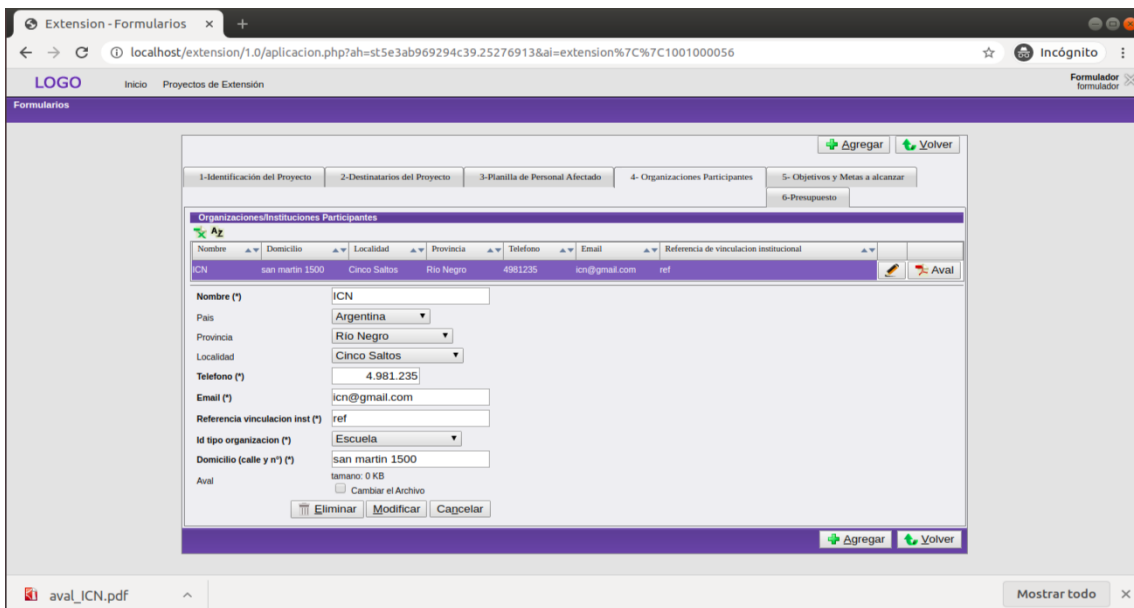 Extension - Formularios
localhost/extension/1.0/aplicacion.php?ah=st5e3ab969294c39.25276913&ai=extension%7C%7C1001000056
Incógnito
LOGO Inicio Proyectos de Extensión
Formulador
formulador
Formularios
Agregar Volver
1-Identificación del Proyecto 2-Destinatarios del Proyecto 3-Planilla de Personal Afectado 4- Organizaciones Participantes 5- Objetivos y Metas a alcanzar
6-Presupuesto
Organizaciones/Instituciones Participantes
AZ
Nombre Domicilio Localidad Provincia Telefono Email Referencia de vinculacion institucional
ICN san martin 1500 Cinco Saltos Río Negro 4981235 icn@gmail.com ref Aval
Nombre (*) ICN
Pais Argentina
Provincia Río Negro
Localidad Cinco Saltos
Telefono (*) 4.981.235
Email (*) icn@gmail.com
Referencia vinculacion inst (*) ref
Id tipo organizacion (*) Escuela
Domicilio (calle y nº) (*) san martin 1500
Aval tamano: 0 KB
Cambiar el Archivo
Eliminar Modificar Cancelar
Agregar Volver
aval_ICN.pdf Mostrar todo